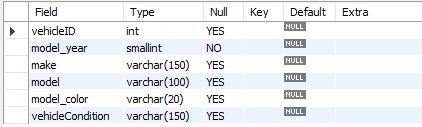 Field Type Null Key Default Extra
vehicleID int YES NULL
model_year smallint NO NULL
make varchar(150) YES NULL
model varchar(100) YES NULL
model_color varchar(20) YES NULL
vehicleCondition varchar(150) YES NULL